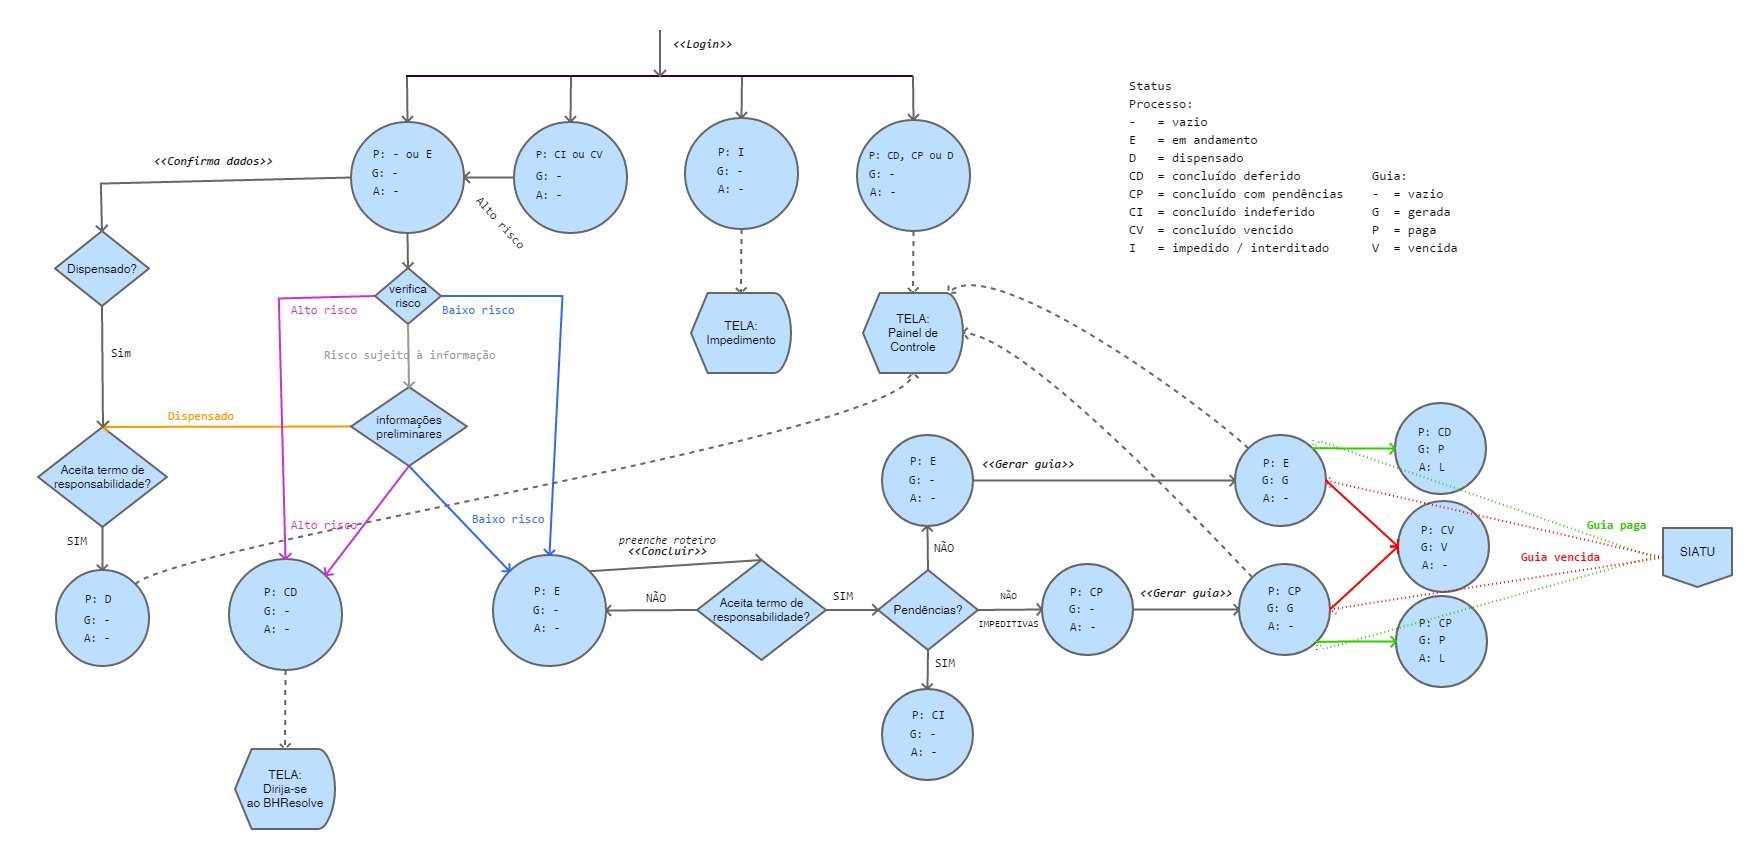 <<Login>>
Status
Processo:
- = vazio
E = em andamento
D = dispensado
CD = concluído deferido
CP = concluído com pendências
CI = concluído indeferido
CV = concluído vencido
I = impedido / interditado
Guia:
- = vazio
G = gerada
P = paga
V = vencida
<<Confirma dados>>
P: - ou E
G: -
A: -
P: CI ou CV
G: -
A: -
P: I
G: -
A: -
P: CD, CP ou D
G: -
A: -
Alto risco
Dispensado?
verifica
risco
Alto risco
Baixo risco
TELA:
Impedimento
TELA:
Painel de
Controle
Sim
Risco sujeito à informação
Dispensado
informações
preliminares
Aceita termo de
responsabilidade?
SIM
Alto risco
Baixo risco
P: D
G: -
A: -
P: CD
G: -
A: -
TELA:
Dirija-se
ao BHResolve
P: E
G: -
A: -
preenche roteiro
<<Concluir>>
NÃO
Aceita termo de
responsabilidade?
SIM
Pendências?
NÃO
P: E
G: -
A: -
<<Gerar guia>>
P: E
G: G
A: -
P: CD
G: P
A: L
NÃO
IMPEDITIVAS
P: CP
G: -
A: -
<<Gerar guia>>
P: CP
G: G
A: -
P: CV
G: V
A: -
P: CP
G: P
A: L
SIM
P: CI
G: -
A: -
Guia paga
Guia vencida
SIATU